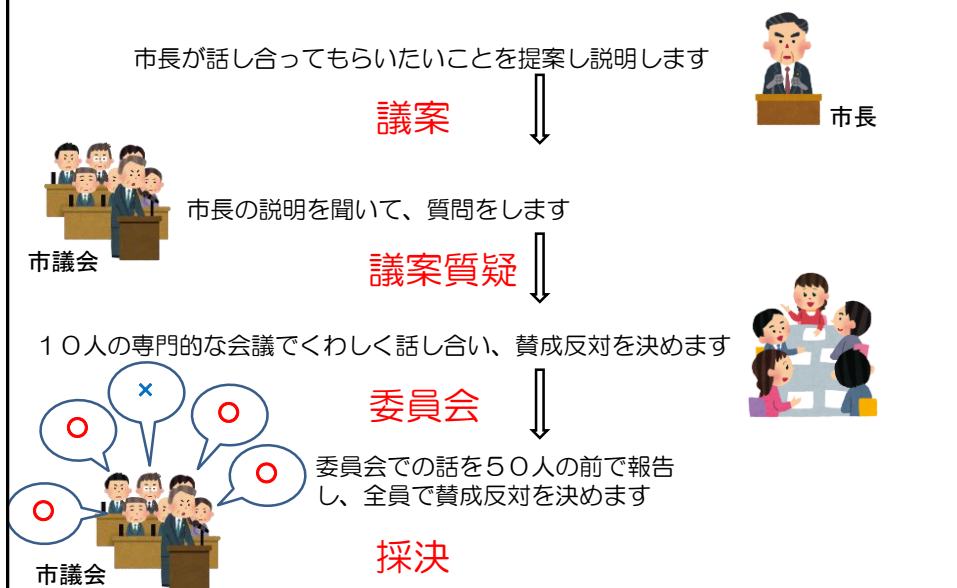 市長が話し合ってもらいたいことを提案し説明します
市長
議案
市長の説明を聞いて、質問をします
市議会
議案質疑
１０人の専門的な会議でくわしく話し合い、賛成反対を決めます
委員会
委員会での話を５０人の前で報告
し、全員で賛成反対を決めます
採決
市議会